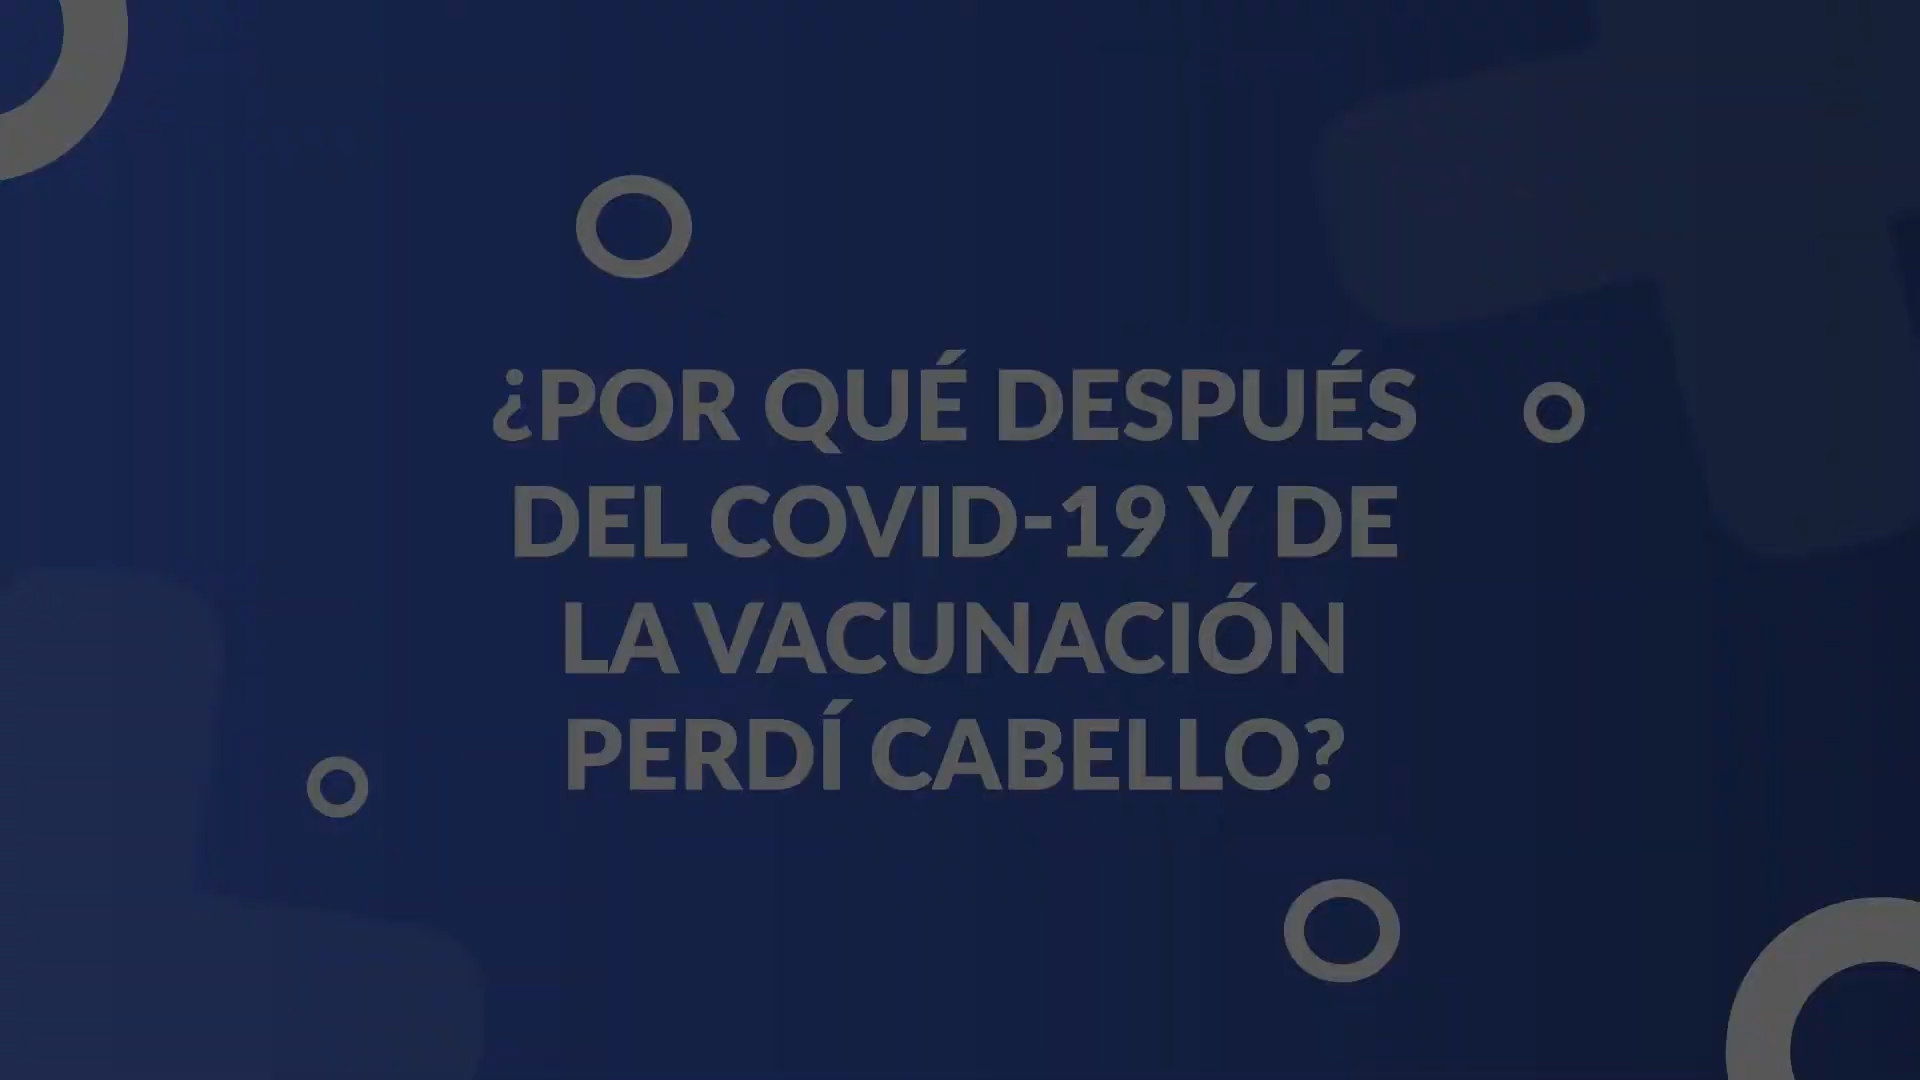 ¿POR QUÉ DESPUÉS
DEL COVID-19 Y DE
LA VACUNACIÓN
PERDÍ CABELLO?